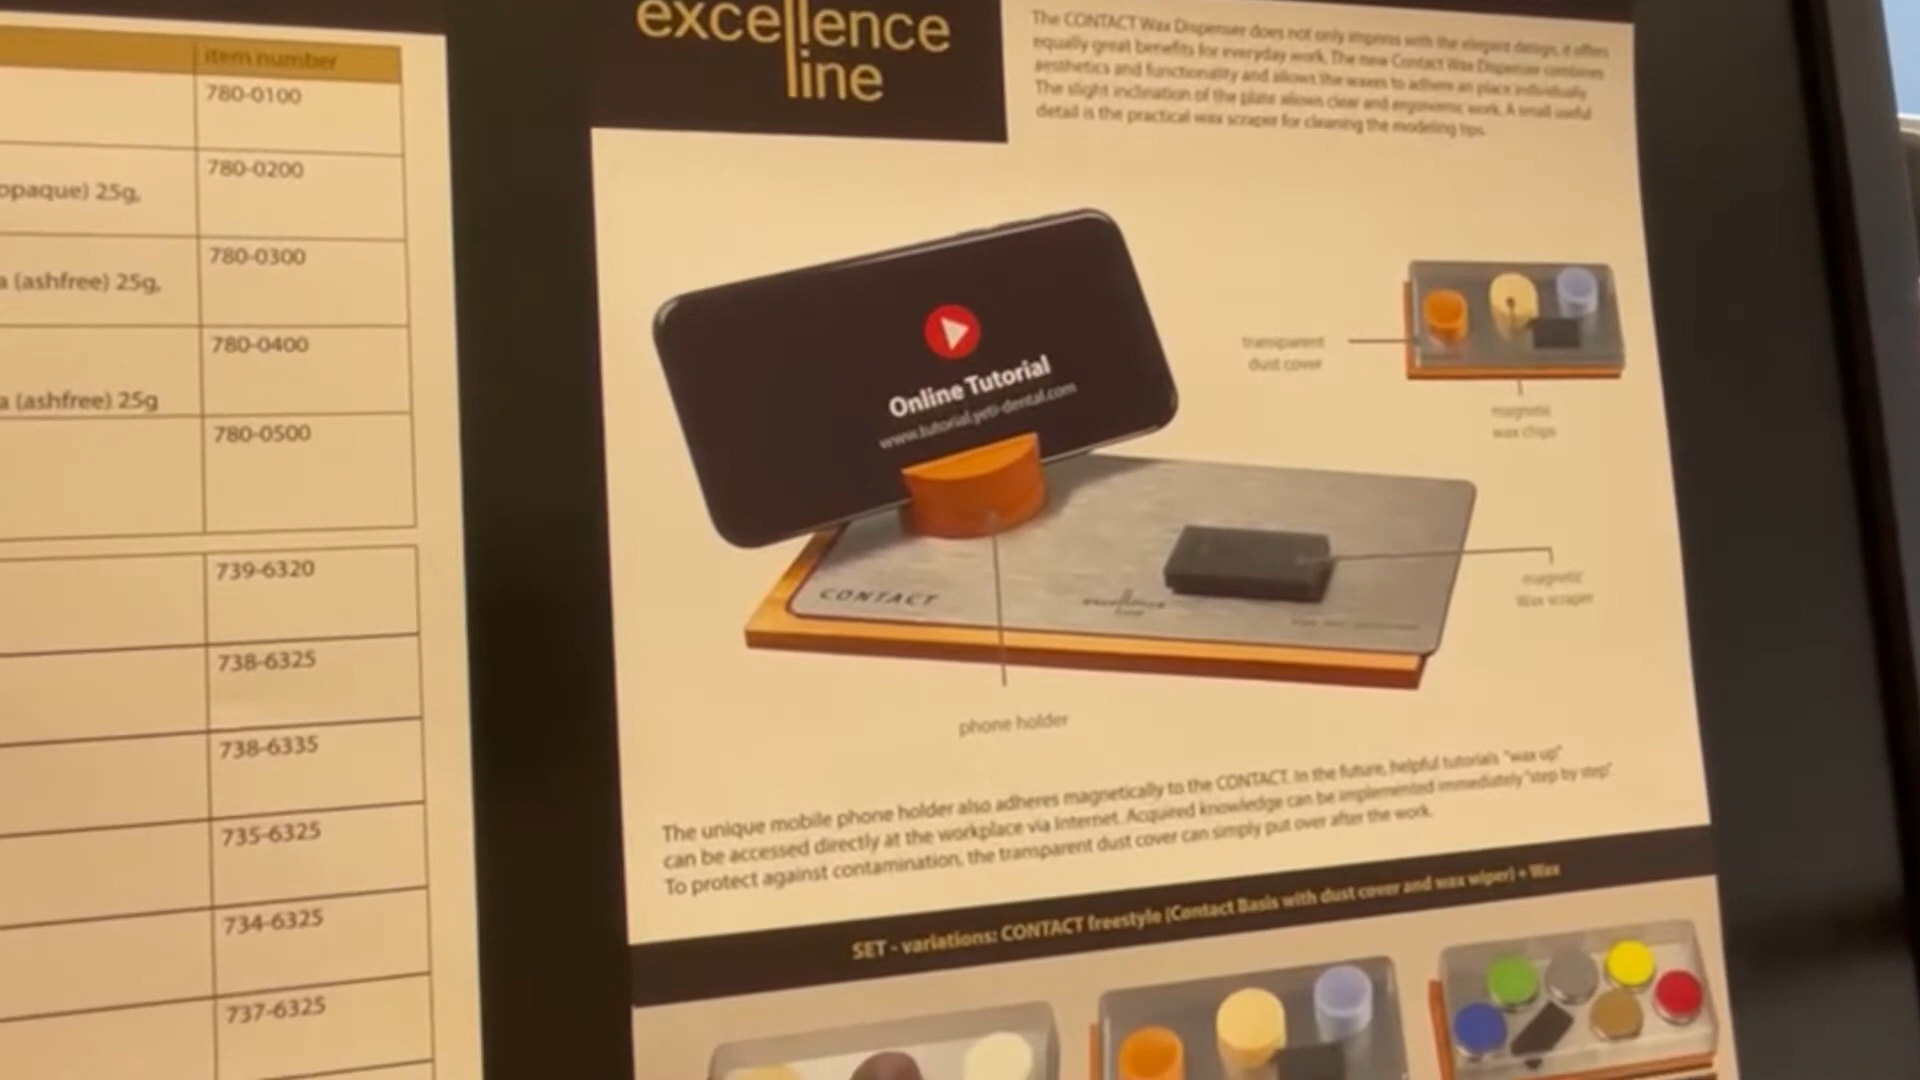 item number
780-0100
780-0200
opaque) 25g,
780-0300
a (ashfree) 25g,
780-0400
a (ashfree) 25g
780-0500
739-6320
738-6325
738-6335
735-6325
734-6325
737-6325
excellence
line
The CONTACT Wax Dispenser does not only impress with the elegant design, it offers
equally great benefits for everyday work. The new Contact Wax Dispenser combines
aesthetics and functionality and allows the waxes to adhere an place individually.
The slight inclination of the plate allows clear and ergonomic work. A small useful
detail is the practical wax scraper for cleaning the modeling tips.
Online Tutorial
www.tutorial.yeti-dental.com
transparent
dust cover
magnetic
wax chips
CONTACT
excellence
line
magnetic
Wax scraper
phone holder
The unique mobile phone holder also adheres magnetically to the CONTACT. In the future, helpful tutorials "wax up"
can be accessed directly at the workplace via Internet. Acquired knowledge can be implemented immediately "step by step".
To protect against contamination, the transparent dust cover can simply put over after the work.
SET - variations: CONTACT freestyle (Contact Basis with dust cover and wax wiper) + Wax